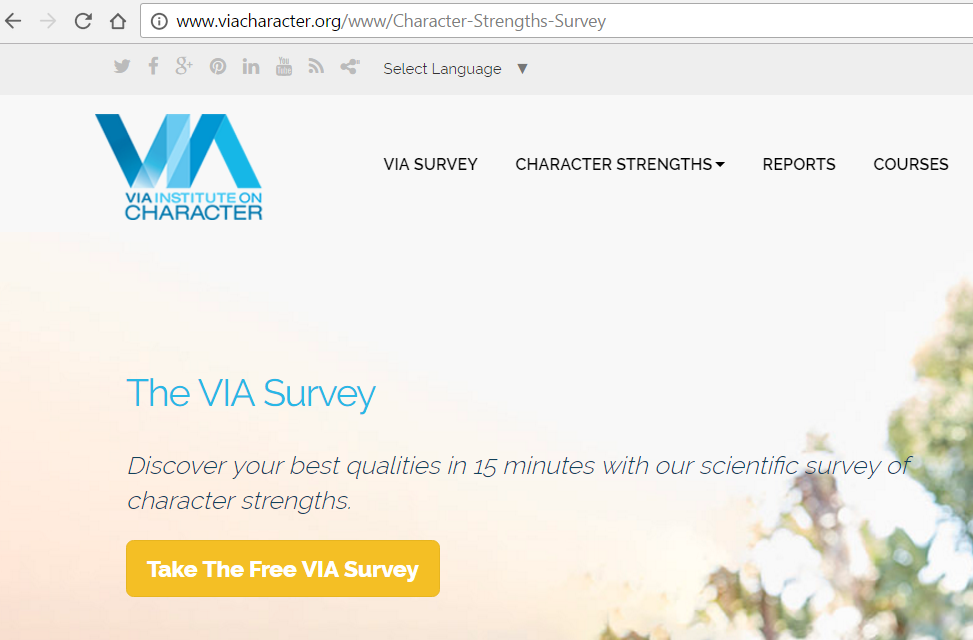 www.viacharacter.org/www/Character-Strengths-Survey
You Tube
Select Language ▼
VIA
VIA INSTITUTE ON
CHARACTER
VIA SURVEY
CHARACTER STRENGTHS
REPORTS
COURSES
The VIA Survey
Discover your best qualities in 15 minutes with our scientific survey of
character strengths.
Take The Free VIA Survey